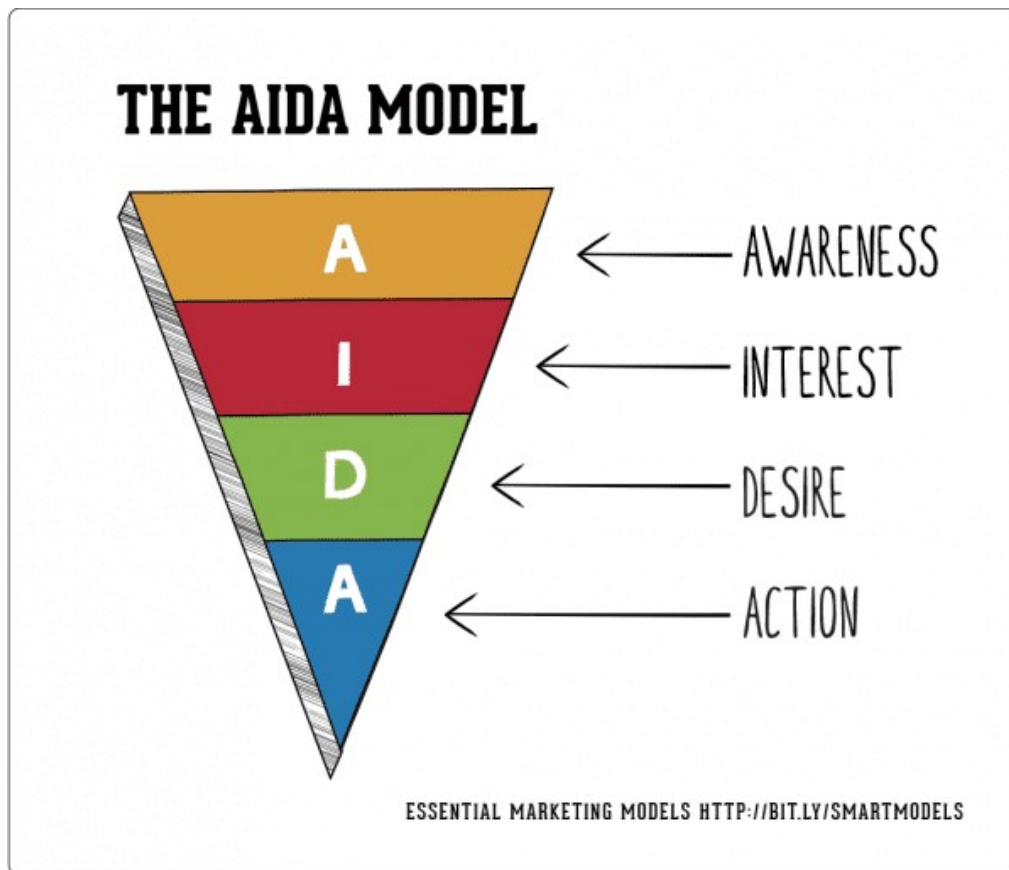 THE AIDA MODEL
A
AWARENESS
I
INTEREST
D
DESIRE
A
ACTION
ESSENTIAL MARKETING MODELS HTTP://BIT.LY/SMARTMODELS